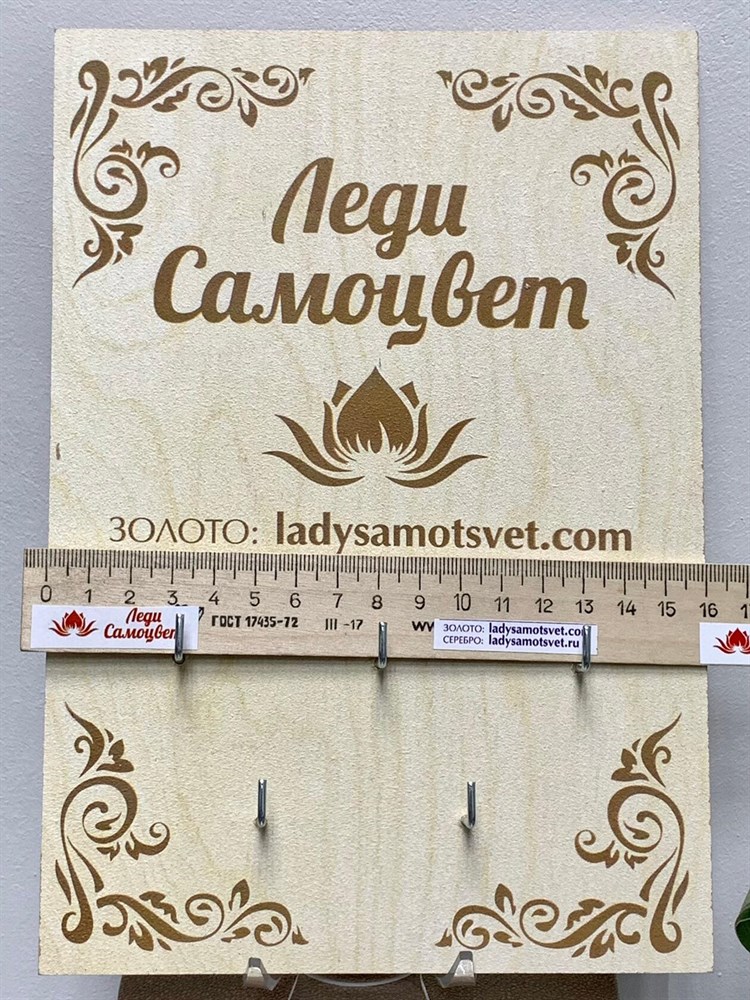 Леди
Самоцвет
ЗОЛОТО: ladysamotsvet.com
0 1 2 3 4 5 6 7 8 9 10 11 12 13 14 15 16
Леди
Самоцвет
ГОСТ 17435-72 III -17
ЗОЛОТО: ladysamotsvet.co
СЕРЕБРО: ladysamotsvet.ru